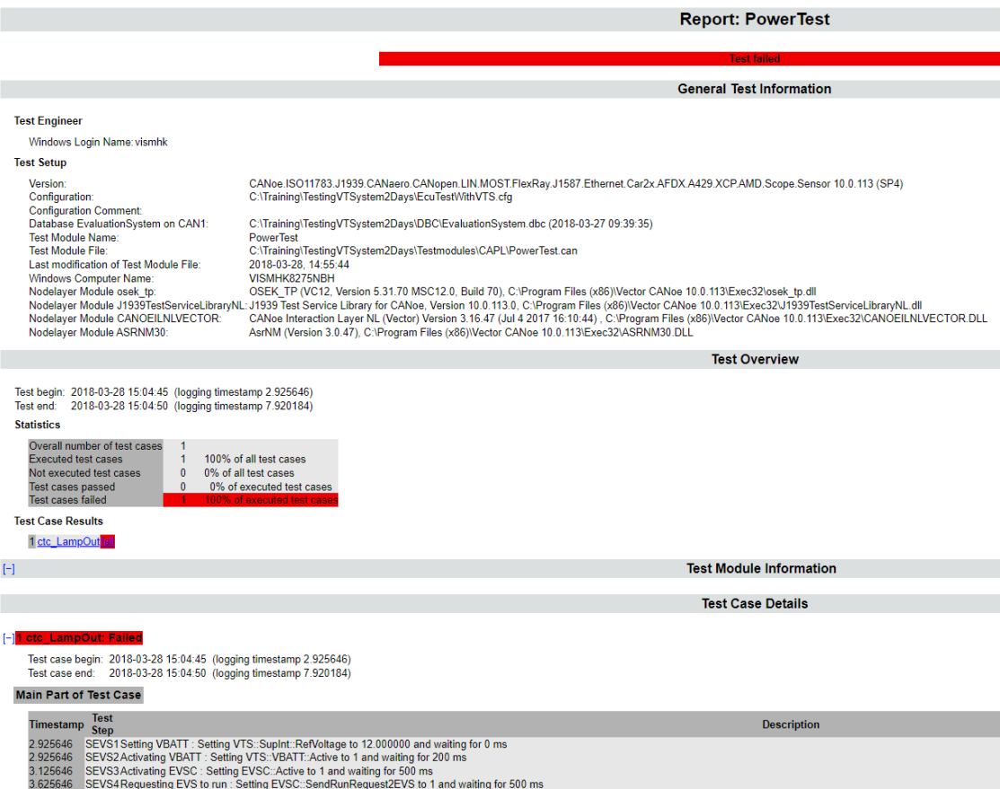 Report: PowerTest
Test failed
General Test Information
Test Engineer
Windows Login Name: vismhk
Test Setup
Version: CANoe.ISO11783.J1939.CANaero.CANopen.LIN.MOST.FlexRay.J1587.Ethernet.Car2x.AFDX.A429.XCP.AMD.Scope.Sensor 10.0.113 (SP4)
Configuration: C:\Training\TestingVTSystem2Days\EcuTestWithVTS.cfg
Configuration Comment:
Database EvaluationSystem on CAN1: C:\Training\TestingVTSystem2Days\DBC\EvaluationSystem.dbc (2018-03-27 09:39:35)
Test Module Name: PowerTest
Test Module File: C:\Training\TestingVTSystem2Days\Testmodules\CAPL\PowerTest.can
Last modification of Test Module File: 2018-03-28, 14:55:44
Windows Computer Name: VISMHK8275NBH
Nodelayer Module osek_tp: OSEK_TP (VC12, Version 5.31.70 MSC12.0, Build 70), C:\Program Files (x86)\Vector CANoe 10.0.113\Exec32\osek_tp.dll
Nodelayer Module J1939TestServiceLibraryNL: J1939 Test Service Library for CANoe, Version 10.0.113.0, C:\Program Files (x86)\Vector CANoe 10.0.113\Exec32\J1939TestServiceLibraryNL.dll
Nodelayer Module CANOEILNLVECTOR: CANoe Interaction Layer NL (Vector) Version 3.16.47 (Jul 4 2017 16:10:44) , C:\Program Files (x86)\Vector CANoe 10.0.113\Exec32\CANOEILNLVECTOR.DLL
Nodelayer Module ASRNM30: AsrNM (Version 3.0.47), C:\Program Files (x86)\Vector CANoe 10.0.113\Exec32\ASRNM30.DLL
Test Overview
Test begin: 2018-03-28 15:04:45 (logging timestamp 2.925646)
Test end: 2018-03-28 15:04:50 (logging timestamp 7.920184)
Statistics
Overall number of test cases 1
Executed test cases 1 100% of all test cases
Not executed test cases 0 0% of all test cases
Test cases passed 0 0% of executed test cases
Test cases failed 1 100% of executed test cases
Test Case Results
1 ctc_LampOut fail
[−] Test Module Information
Test Case Details
[−] 1 ctc_LampOut: Failed
Test case begin: 2018-03-28 15:04:45 (logging timestamp 2.925646)
Test case end: 2018-03-28 15:04:50 (logging timestamp 7.920184)
Main Part of Test Case
Timestamp Test Step Description
2.925646 SEVS1 Setting VBATT : Setting VTS::SupInt::RefVoltage to 12.000000 and waiting for 0 ms
2.925646 SEVS2 Activating VBATT : Setting VTS::VBATT::Active to 1 and waiting for 200 ms
3.125646 SEVS3 Activating EVSC : Setting EVSC::Active to 1 and waiting for 500 ms
3.625646 SEVS4 Requesting EVS to run : Setting EVSC::SendRunRequest2EVS to 1 and waiting for 500 ms